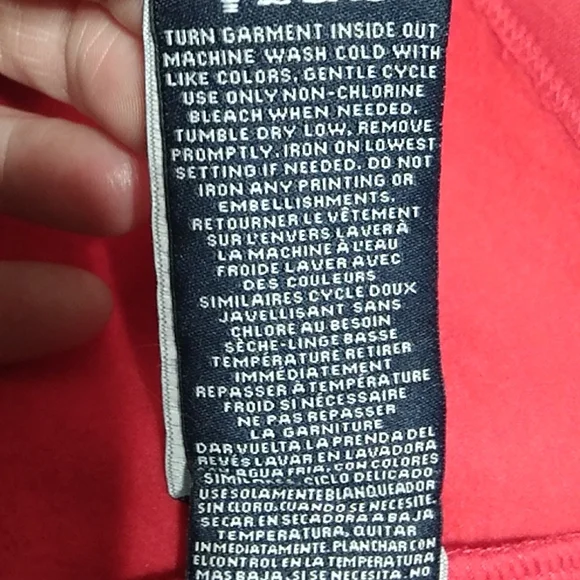 TURN GARMENT INSIDE OUT
MACHINE WASH COLD WITH
LIKE COLORS, GENTLE CYCLE
USE ONLY NON-CHLORINE
BLEACH WHEN NEEDED.
TUMBLE DRY LOW, REMOVE
PROMPTLY. IRON ON LOWEST
SETTING IF NEEDED. DO NOT
IRON ANY PRINTING OR
EMBELLISHMENTS.
RETOURNER LE VÊTEMENT
SUR L'ENVERS LAVER À
LA MACHINE À L'EAU
FROIDE LAVER AVEC
DES COULEURS
SIMILAIRES CYCLE DOUX
JAVELLISANT SANS
CHLORE AU BESOIN
SÈCHE-LINGE BASSE
TEMPÉRATURE RETIRER
IMMÉDIATEMENT
REPASSER À TEMPÉRATURE
FROID SI NÉCESSAIRE
NE PAS REPASSER
LA GARNITURE
DAR VUELTA LA PRENDA DEL
REVÉS LAVAR EN LAVADORA
AGUA FRIA, CON COLORES
SIMILARES CICLO DELICADO
USE SOLAMENTE BLANQUEADOR
SIN CLORO, CUANDO SE NECESITE.
SECAR EN SECADORA A BAJA
TEMPERATURA, QUITAR
INMEDIATAMENTE. PLANCHAR CON
EL CONTROL EN LA TEMPERATURA
MAS BAJA, SI SE NECESITA. NO